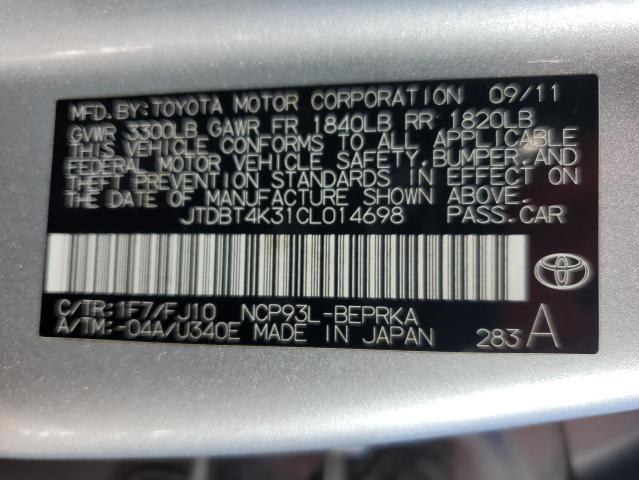 MFD. BY: TOYOTA MOTOR CORPORATION 09/11
GVWR 3300LB GAWR FR 1840LB RR 1820LB
THIS VEHICLE CONFORMS TO ALL APPLICABLE
FEDERAL MOTOR VEHICLE SAFETY, BUMPER, AND
THEFT PREVENTION STANDARDS IN EFFECT ON
THE DATE OF MANUFACTURE SHOWN ABOVE.
JTDBT4K31CL014698 PASS.CAR
C/TR: 1F7/FJ10 NCP93L-BEPRKA
A/TM: -04A/U340E MADE IN JAPAN 283 A